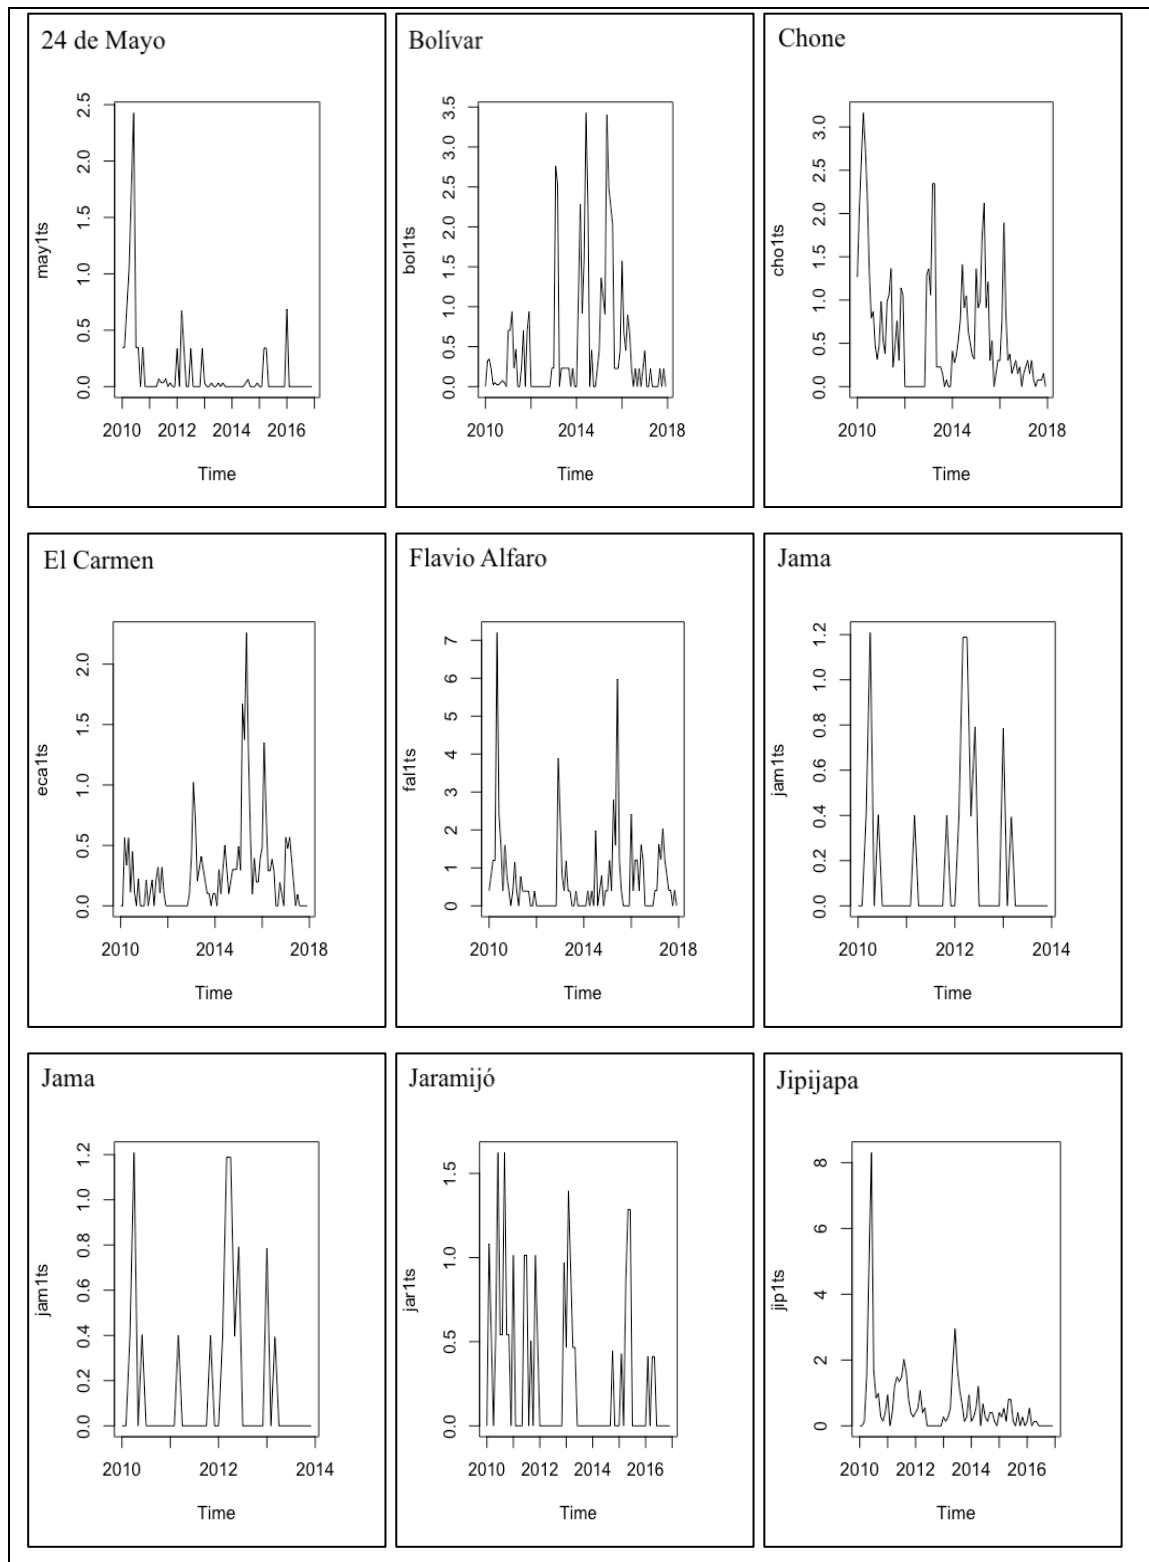 24 de Mayo
may1ts
0.0 0.5 1.0 1.5 2.0 2.5
2010 2012 2014 2016
Time
Bolívar
bol1ts
0.0 0.5 1.0 1.5 2.0 2.5 3.0 3.5
2010 2014 2018
Time
Chone
cho1ts
0.0 0.5 1.0 1.5 2.0 2.5 3.0
2010 2014 2018
Time
El Carmen
eca1ts
0.0 0.5 1.0 1.5 2.0
2010 2014 2018
Time
Flavio Alfaro
fal1ts
0 1 2 3 4 5 6 7
2010 2014 2018
Time
Jama
jam1ts
0.0 0.2 0.4 0.6 0.8 1.0 1.2
2010 2012 2014
Time
Jama
jam1ts
0.0 0.2 0.4 0.6 0.8 1.0 1.2
2010 2012 2014
Time
Jaramijó
jar1ts
0.0 0.5 1.0 1.5
2010 2012 2014 2016
Time
Jipijapa
jip1ts
0 2 4 6 8
2010 2012 2014 2016
Time